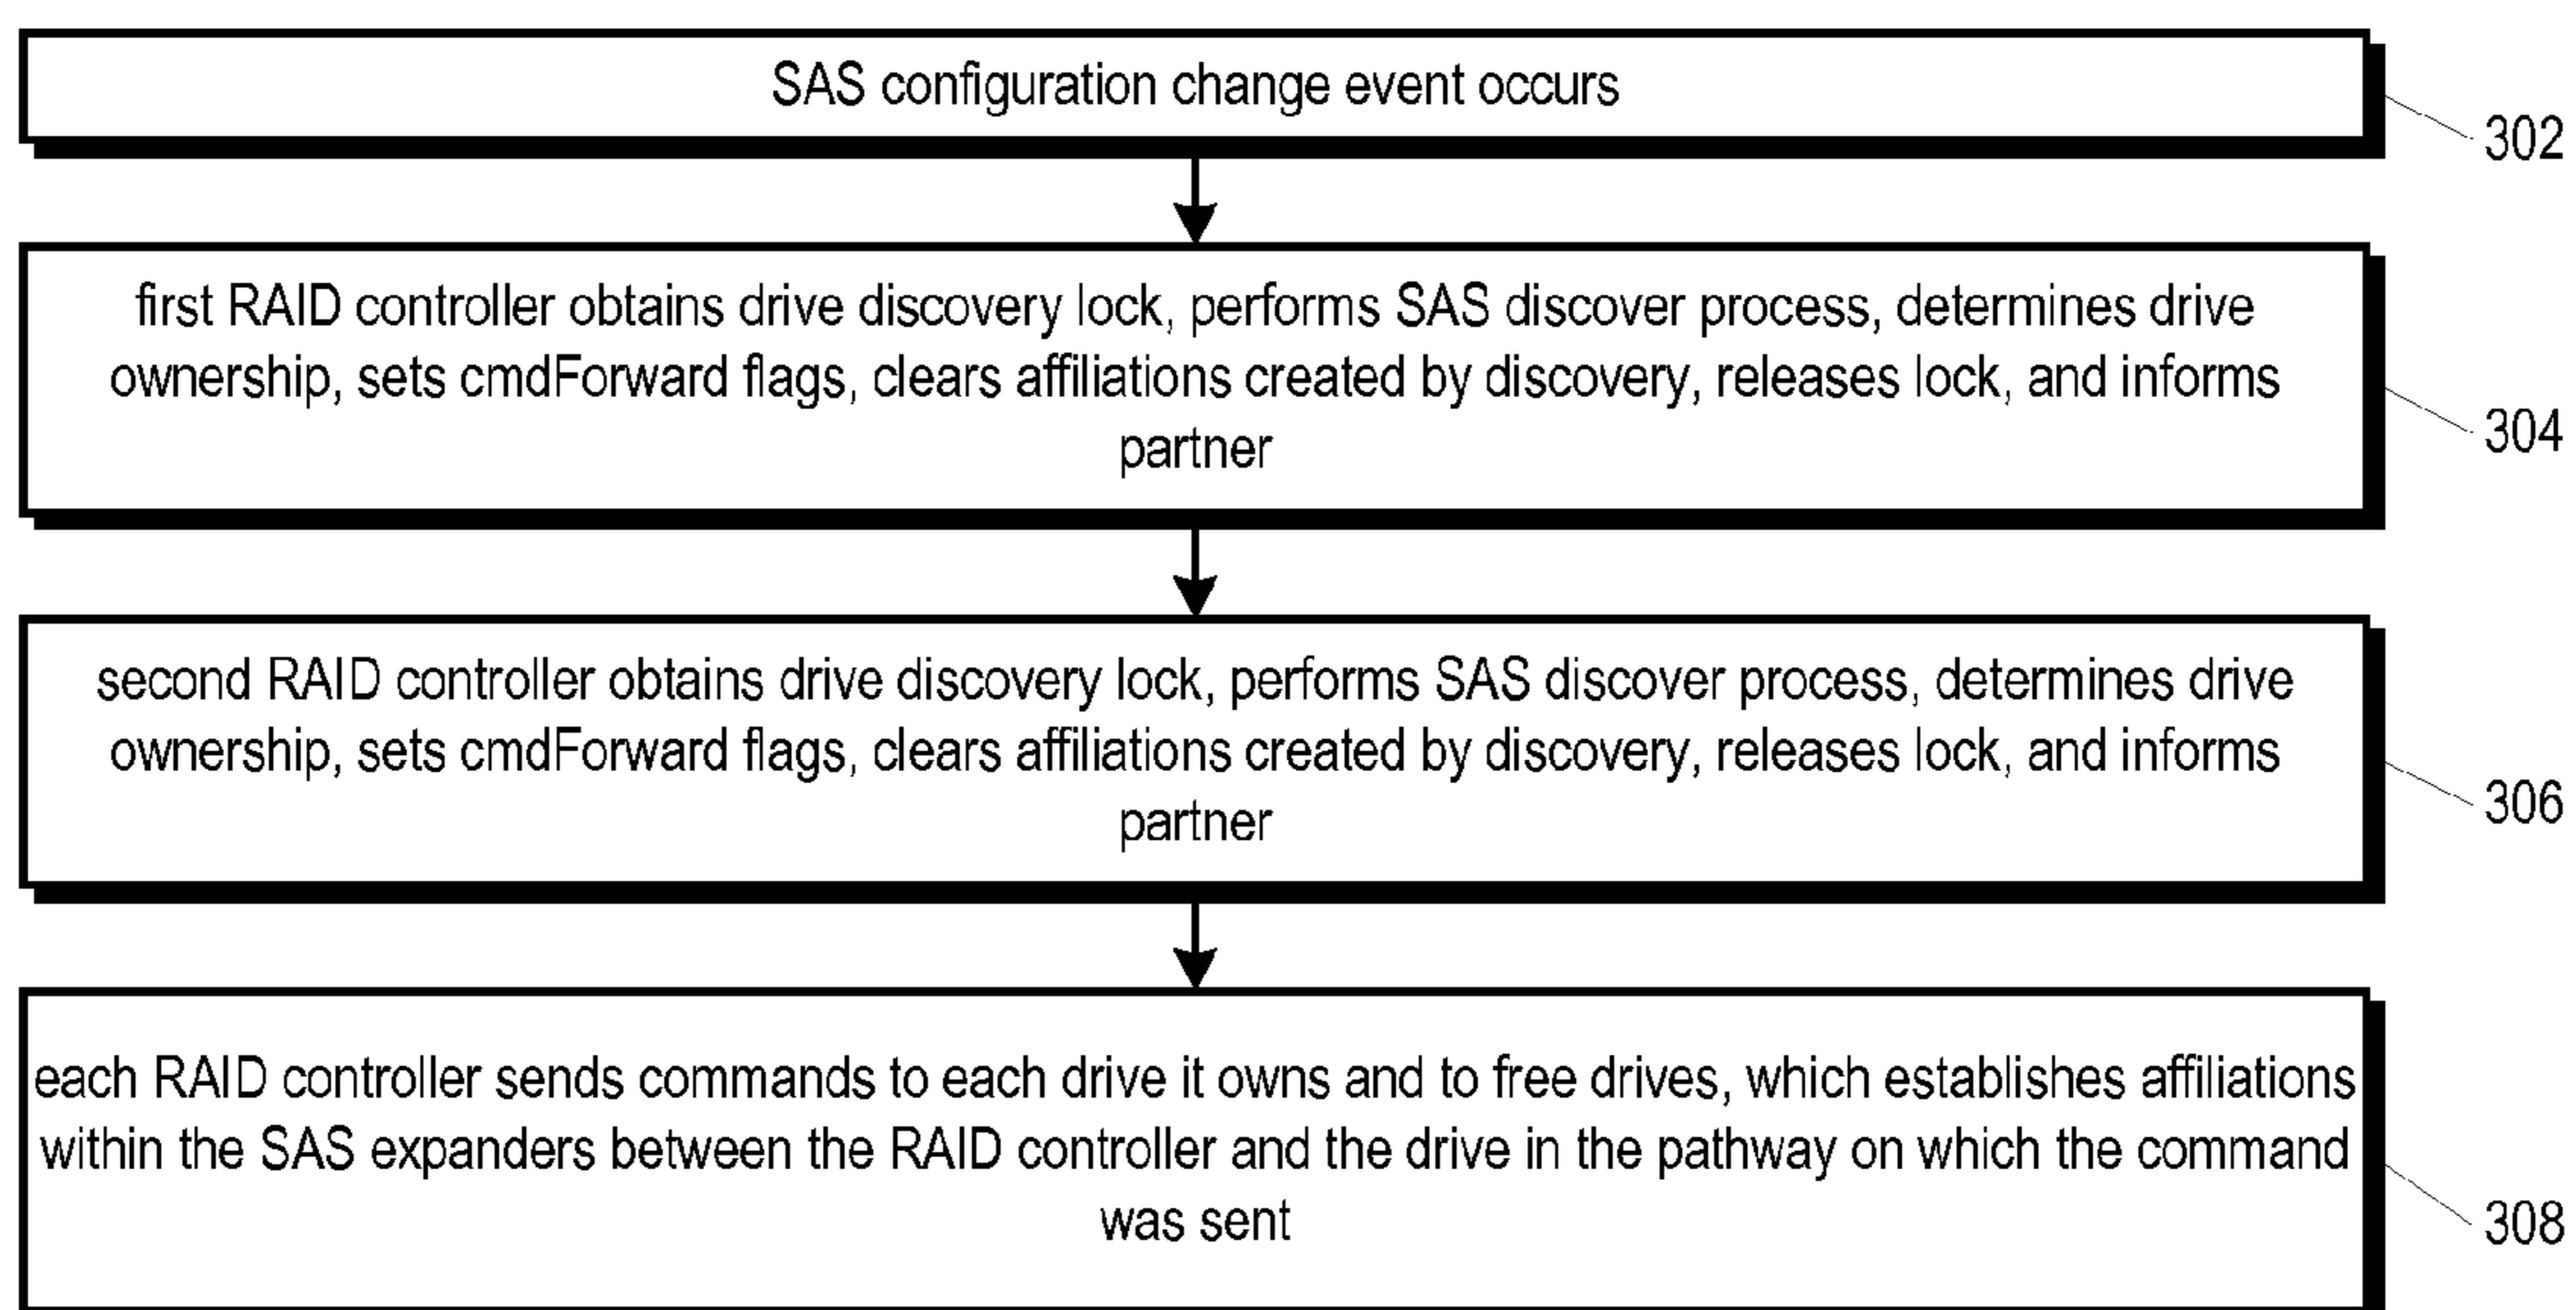 SAS configuration change event occurs
302
first RAID controller obtains drive discovery lock, performs SAS discover process, determines drive
ownership, sets cmdForward flags, clears affiliations created by discovery, releases lock, and informs
partner
304
second RAID controller obtains drive discovery lock, performs SAS discover process, determines drive
ownership, sets cmdForward flags, clears affiliations created by discovery, releases lock, and informs
partner
306
each RAID controller sends commands to each drive it owns and to free drives, which establishes affiliations
within the SAS expanders between the RAID controller and the drive in the pathway on which the command
was sent
308